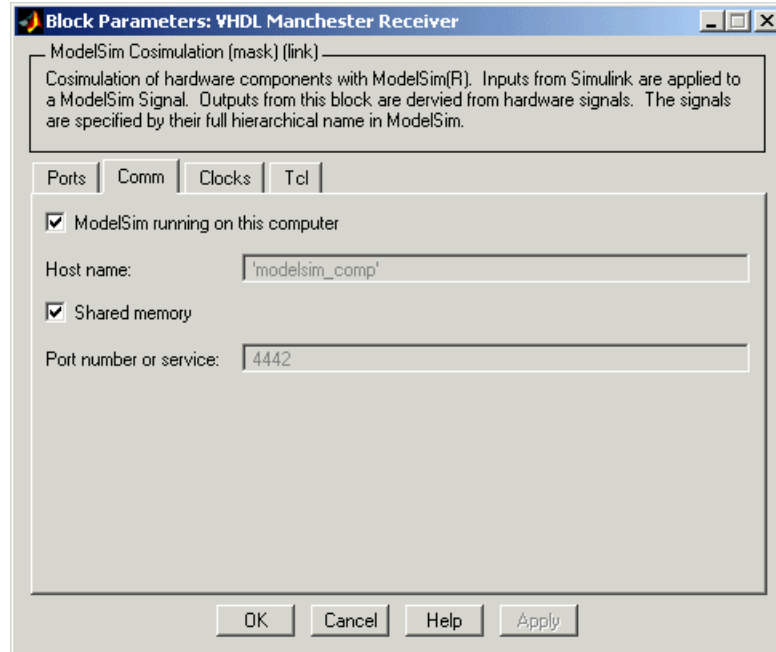 Block Parameters: VHDL Manchester Receiver
ModelSim Cosimulation (mask) (link)
Cosimulation of hardware components with ModelSim(R). Inputs from Simulink are applied to
a ModelSim Signal. Outputs from this block are dervied from hardware signals. The signals
are specified by their full hierarchical name in ModelSim.
Ports Comm Clocks Tcl
ModelSim running on this computer
Host name: 'modelsim_comp'
Shared memory
Port number or service: 4442
OK Cancel Help Apply